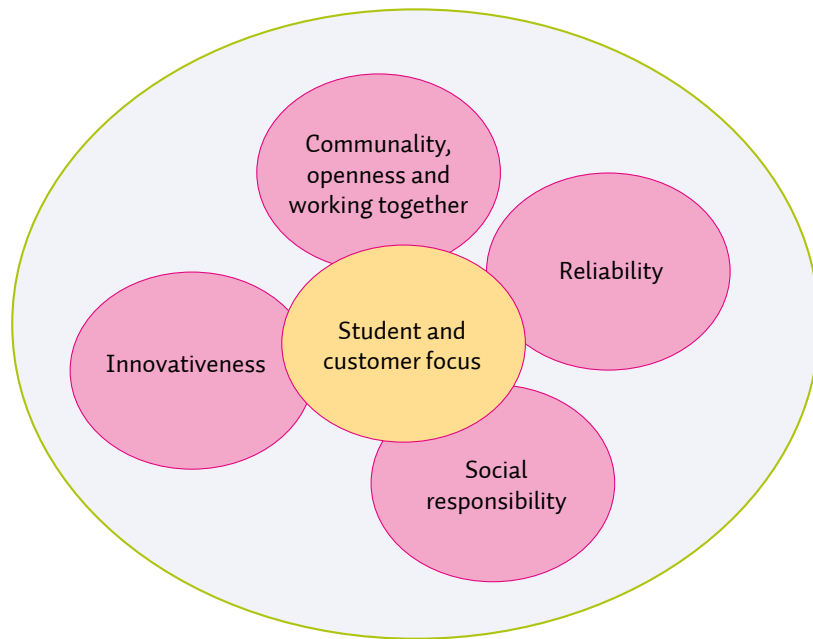 Communality,
openness and
working together
Reliability
Student and
customer focus
Innovativeness
Social
responsibility